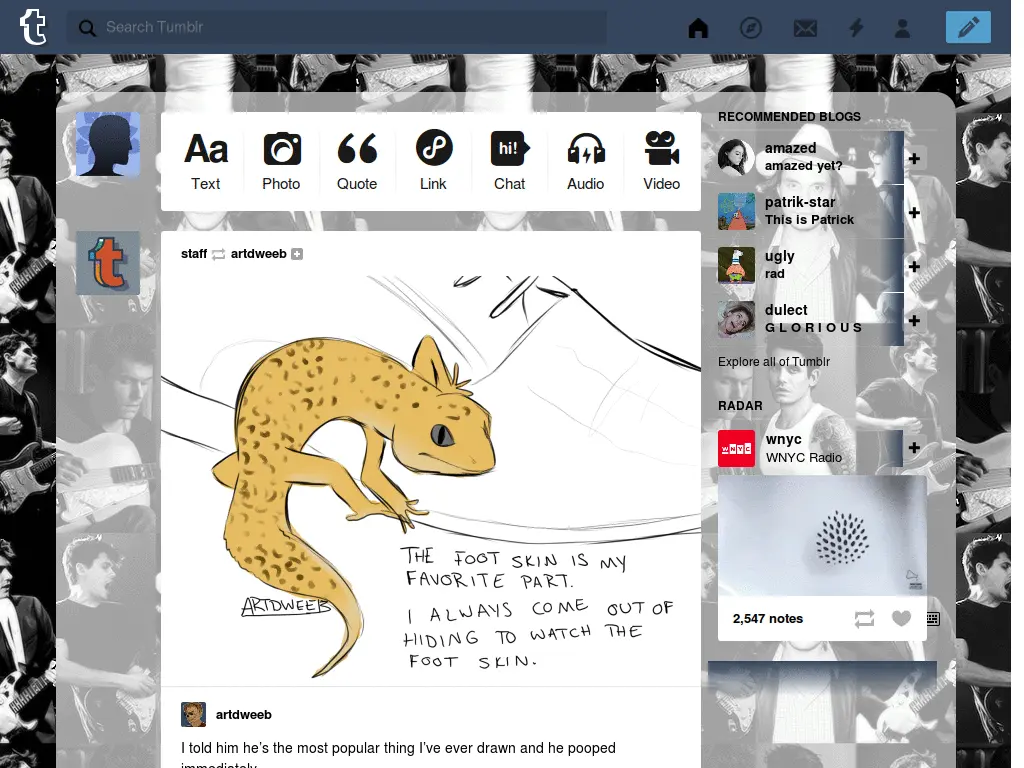 Search Tumblr
Aa
hi!
Text
Photo
Quote
Link
Chat
Audio
Video
staff artdweeb
THE FOOT SKIN IS MY
FAVORITE PART.
I ALWAYS COME OUT OF
HIDING TO WATCH THE
FOOT SKIN.
ARTDWEEB
artdweeb
I told him he’s the most popular thing I’ve ever drawn and he pooped
immediately
RECOMMENDED BLOGS
amazed
amazed yet?
patrik-star
This is Patrick
ugly
rad
dulect
G L O R I O U S
Explore all of Tumblr
RADAR
WNYC
wnyc
WNYC Radio
2,547 notes